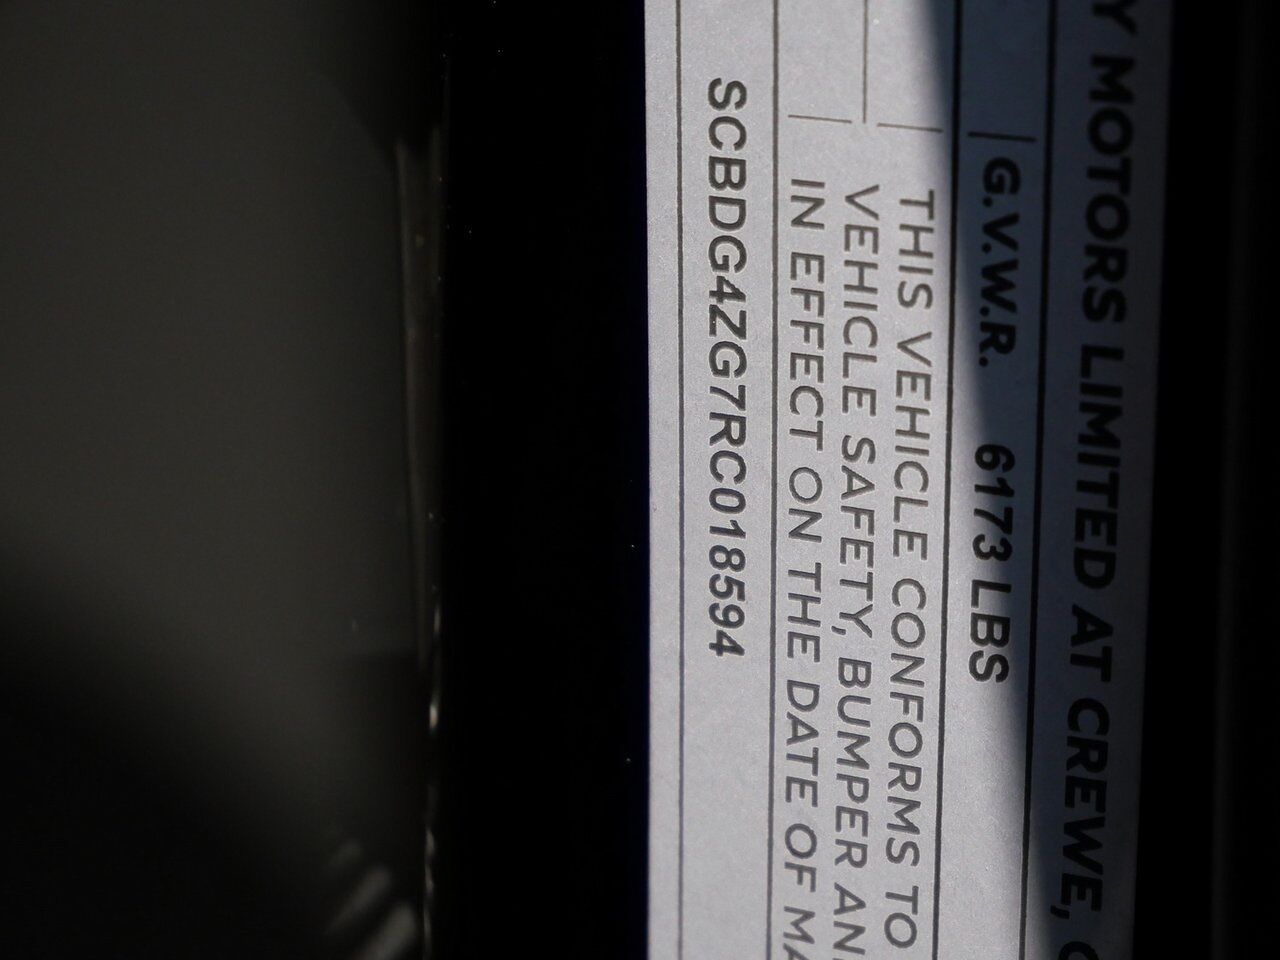 Y MOTORS LIMITED AT CREWE,
G.V.W.R. 6173 LBS
THIS VEHICLE CONFORMS TO
VEHICLE SAFETY, BUMPER AN
IN EFFECT ON THE DATE OF MA
SCBDG4ZG7RC018594